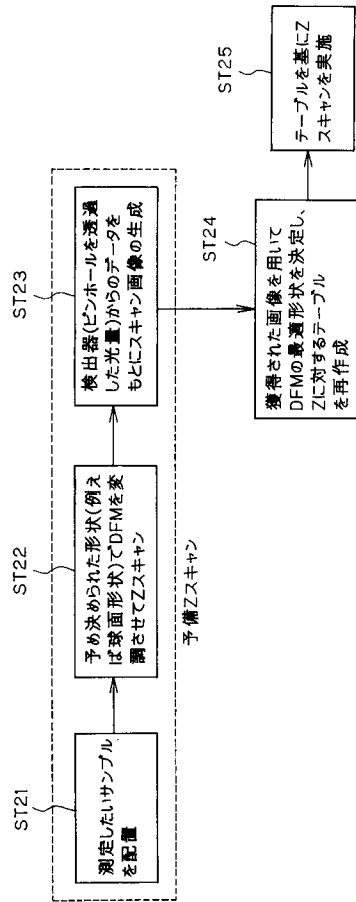 ST21
測定したいサンプル
を配置
ST22
予め決められた形状(例え
ば球面形状)でDFMを変
調させてZスキャン
ST23
検出器(ピンホールを透過
した光量)からのデータを
もとにスキャン画像の生成
予備Zスキャン
ST24
獲得された画像を用いて
DFMの最適形状を決定し、
Zに対するテーブル
を再作成
ST25
テーブルを基にZ
スキャンを実施